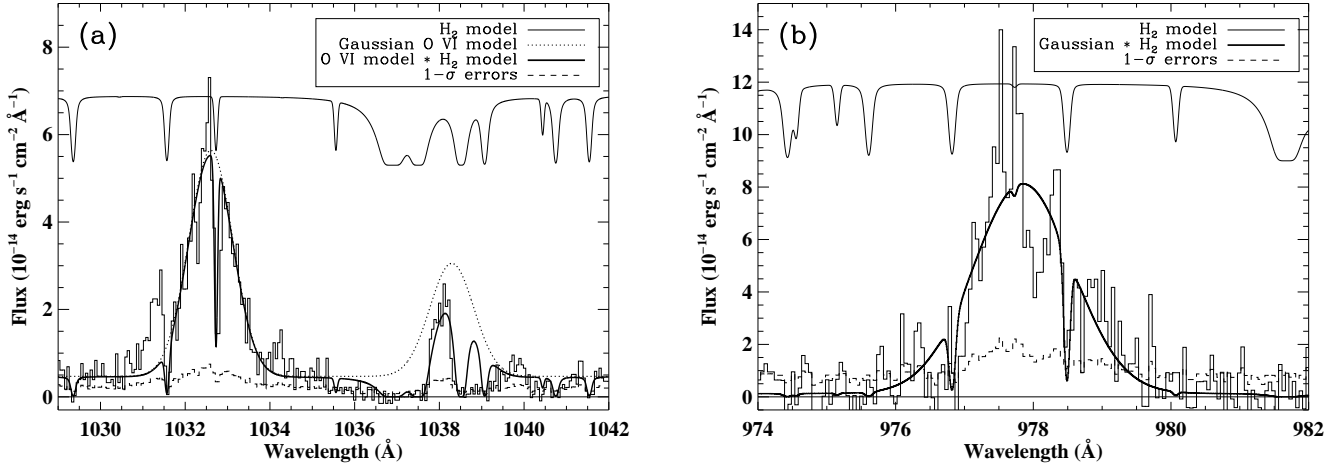 (a)
H2 model
Gaussian O VI model
O VI model * H2 model
1-σ errors
8
6
4
2
0
Flux (10−14 erg s−1 cm−2 Å−1)
1030 1032 1034 1036 1038 1040 1042
Wavelength (Å)
(b)
H2 model
Gaussian * H2 model
1-σ errors
14
12
10
8
6
4
2
0
Flux (10−14 erg s−1 cm−2 Å−1)
974 976 978 980 982
Wavelength (Å)